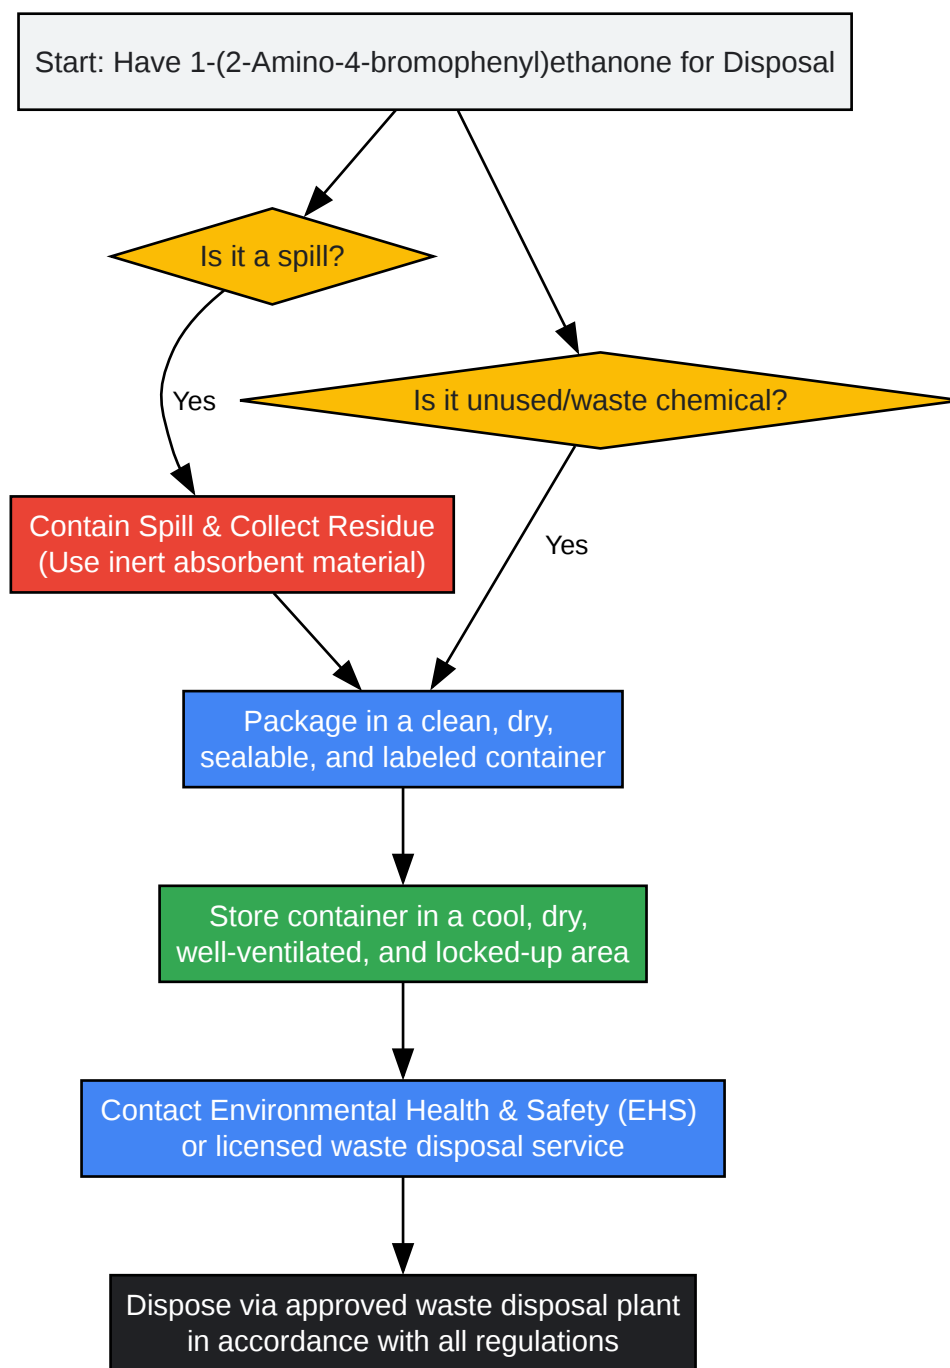 Start: Have 1-(2-Amino-4-bromophenyl)ethanone for Disposal
Is it a spill?
Yes
Is it unused/waste chemical?
Contain Spill & Collect Residue
(Use inert absorbent material)
Yes
Package in a clean, dry,
sealable, and labeled container
Store container in a cool, dry,
well-ventilated, and locked-up area
Contact Environmental Health & Safety (EHS)
or licensed waste disposal service
Dispose via approved waste disposal plant
in accordance with all regulations